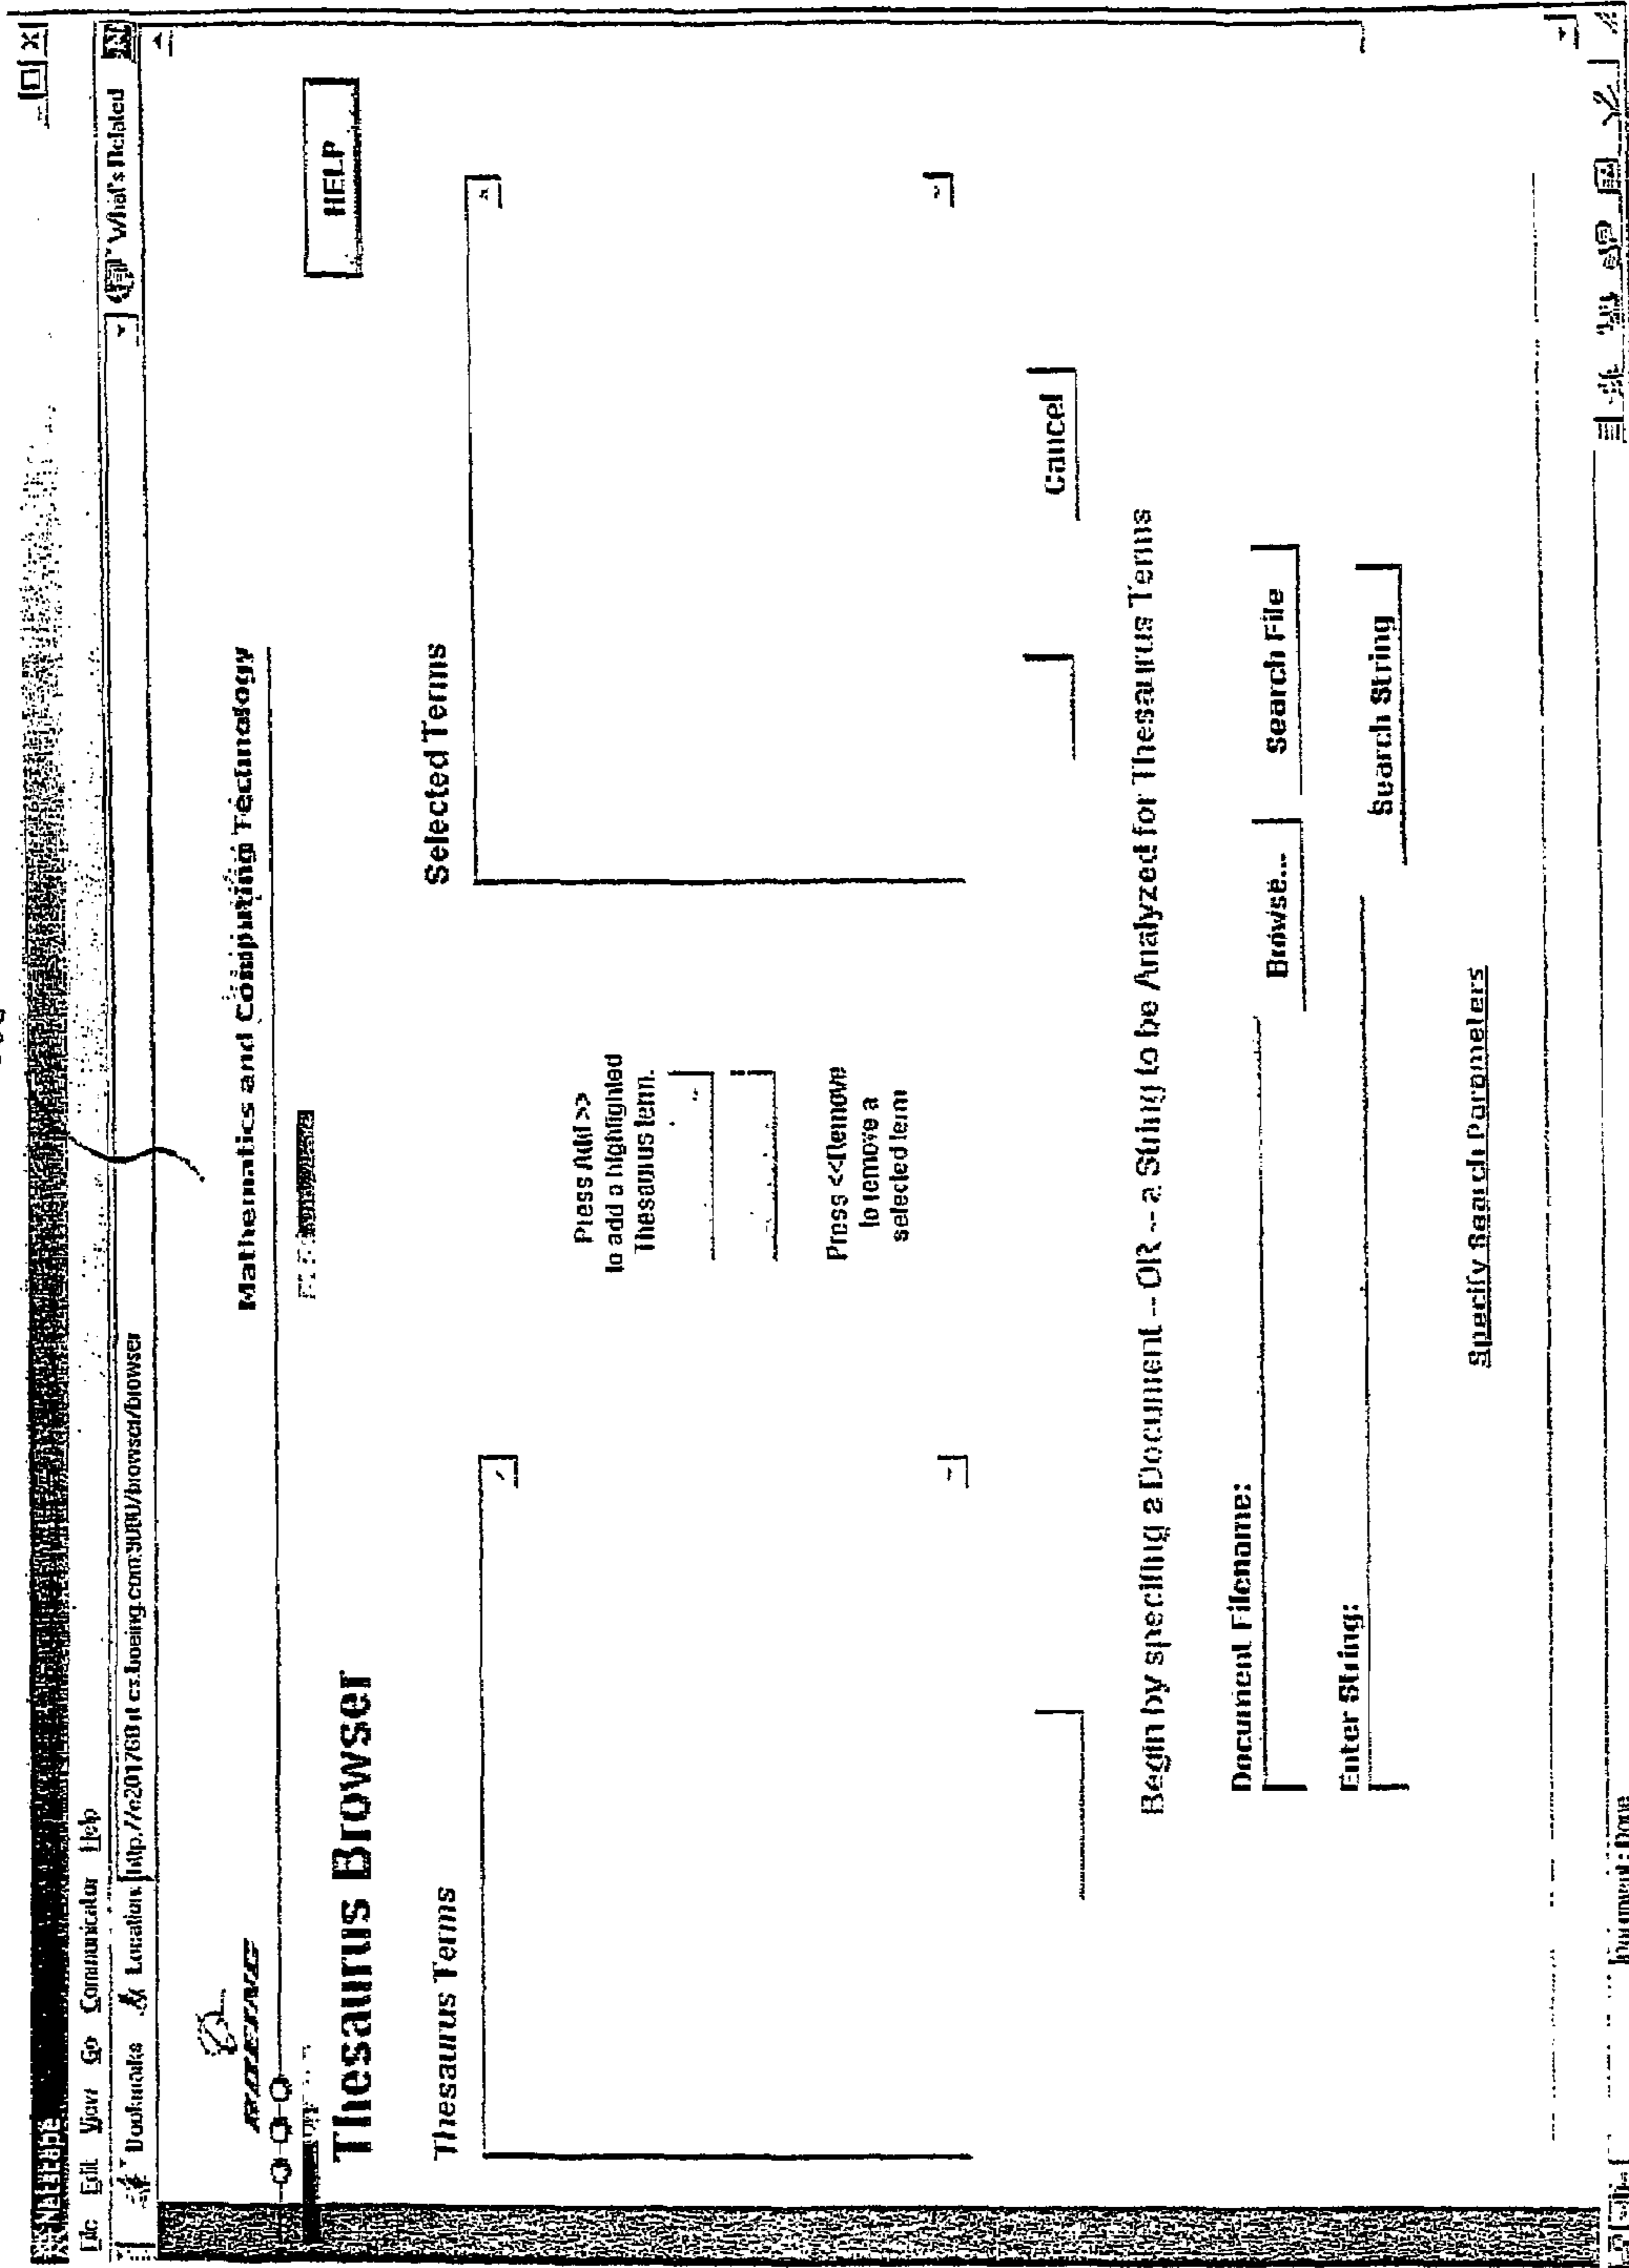 Netscape
File Edit View Go Communicator Help
Bookmarks Location: What's Related
BOEING
Mathematics and Computing Technology
Thesaurus Browser
HELP
Thesaurus Terms
Selected Terms
Press Add >>
to add a highlighted
Thesaurus term.
Press <<Remove
to remove a
selected term
Cancel
Begin by specifing a Document -- OR -- a String to be Analyzed for Thesaurus Terms
Document Filename:
Browse... Search File
Enter String:
Search String
Specify Search Parameters
Document: Done